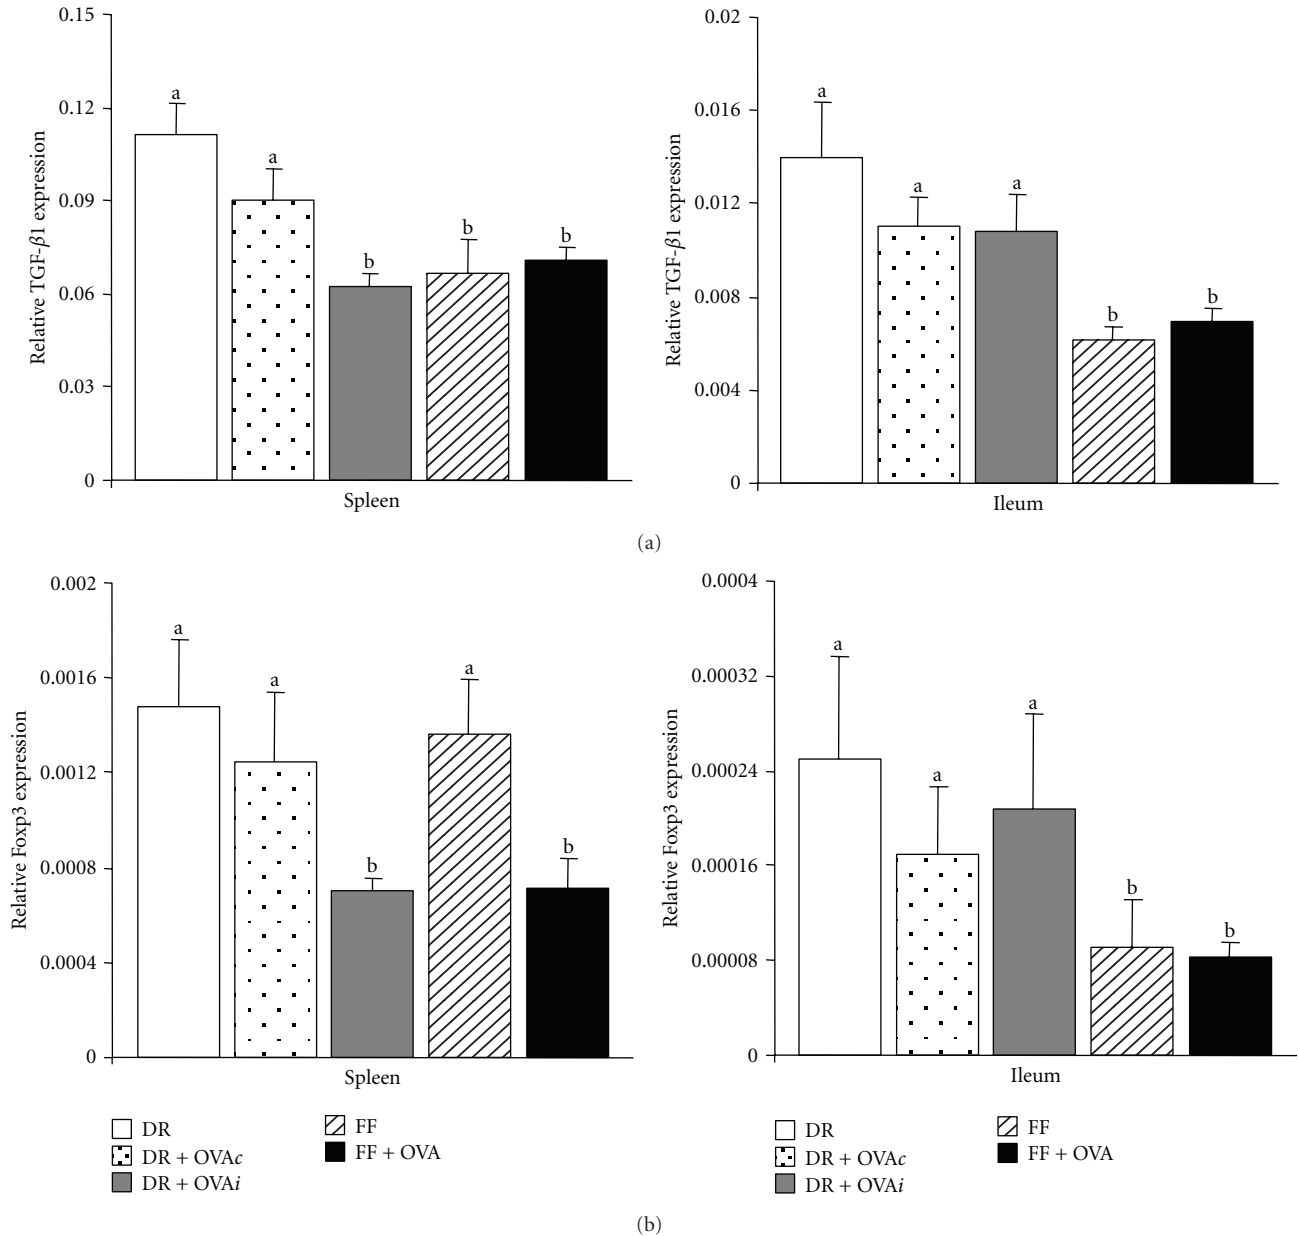 Relative TGF-β1 expression
0.15
0.12
0.09
0.06
0.03
0
a
a
b
b
b
Spleen
Relative TGF-β1 expression
0.02
0.016
0.012
0.008
0.004
0
a
a
a
b
b
Ileum
(a)
Relative Foxp3 expression
0.002
0.0016
0.0012
0.0008
0.0004
0
a
a
b
a
b
Spleen
DR
DR + OVAc
DR + OVAi
FF
FF + OVA
Relative Foxp3 expression
0.0004
0.00032
0.00024
0.00016
0.00008
0
a
a
a
b
b
Ileum
DR
DR + OVAc
DR + OVAi
FF
FF + OVA
(b)